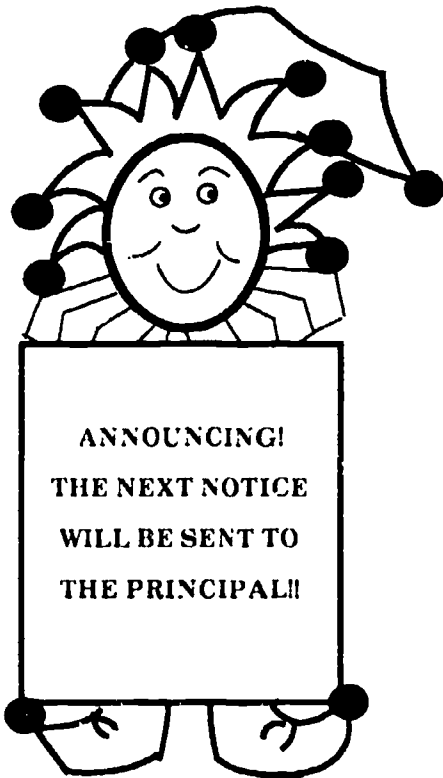 ANNOUNCING!
THE NEXT NOTICE
WILL BE SENT TO
THE PRINCIPAL!!